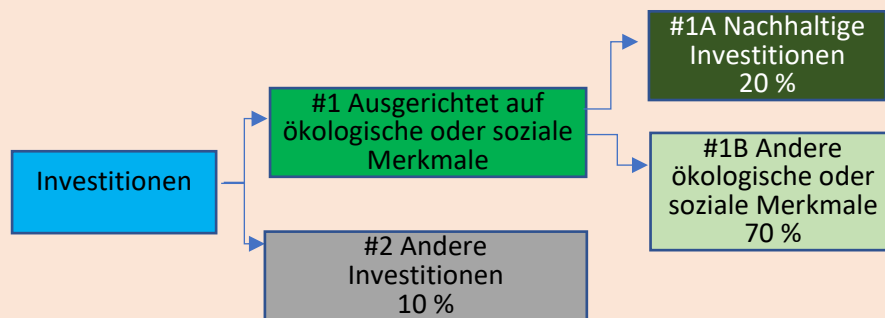 Investitionen
#1 Ausgerichtet auf
ökologische oder soziale
Merkmale
#1A Nachhaltige
Investitionen
20 %
#1B Andere
ökologische oder
soziale Merkmale
70 %
#2 Andere
Investitionen
10 %